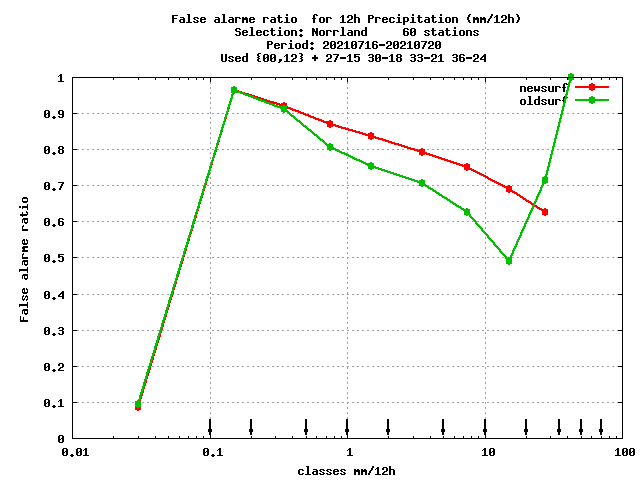 False alarme ratio  for 12h Precipitation (mm/12h)
Selection: Norrland     60 stations
Period: 20210716-20210720
Used {00,12} + 27-15 30-18 33-21 36-24
newsurf
oldsurf
1
0.9
0.8
0.7
0.6
0.5
0.4
0.3
0.2
0.1
0
False alarme ratio
0.01
0.1
1
10
100
classes mm/12h